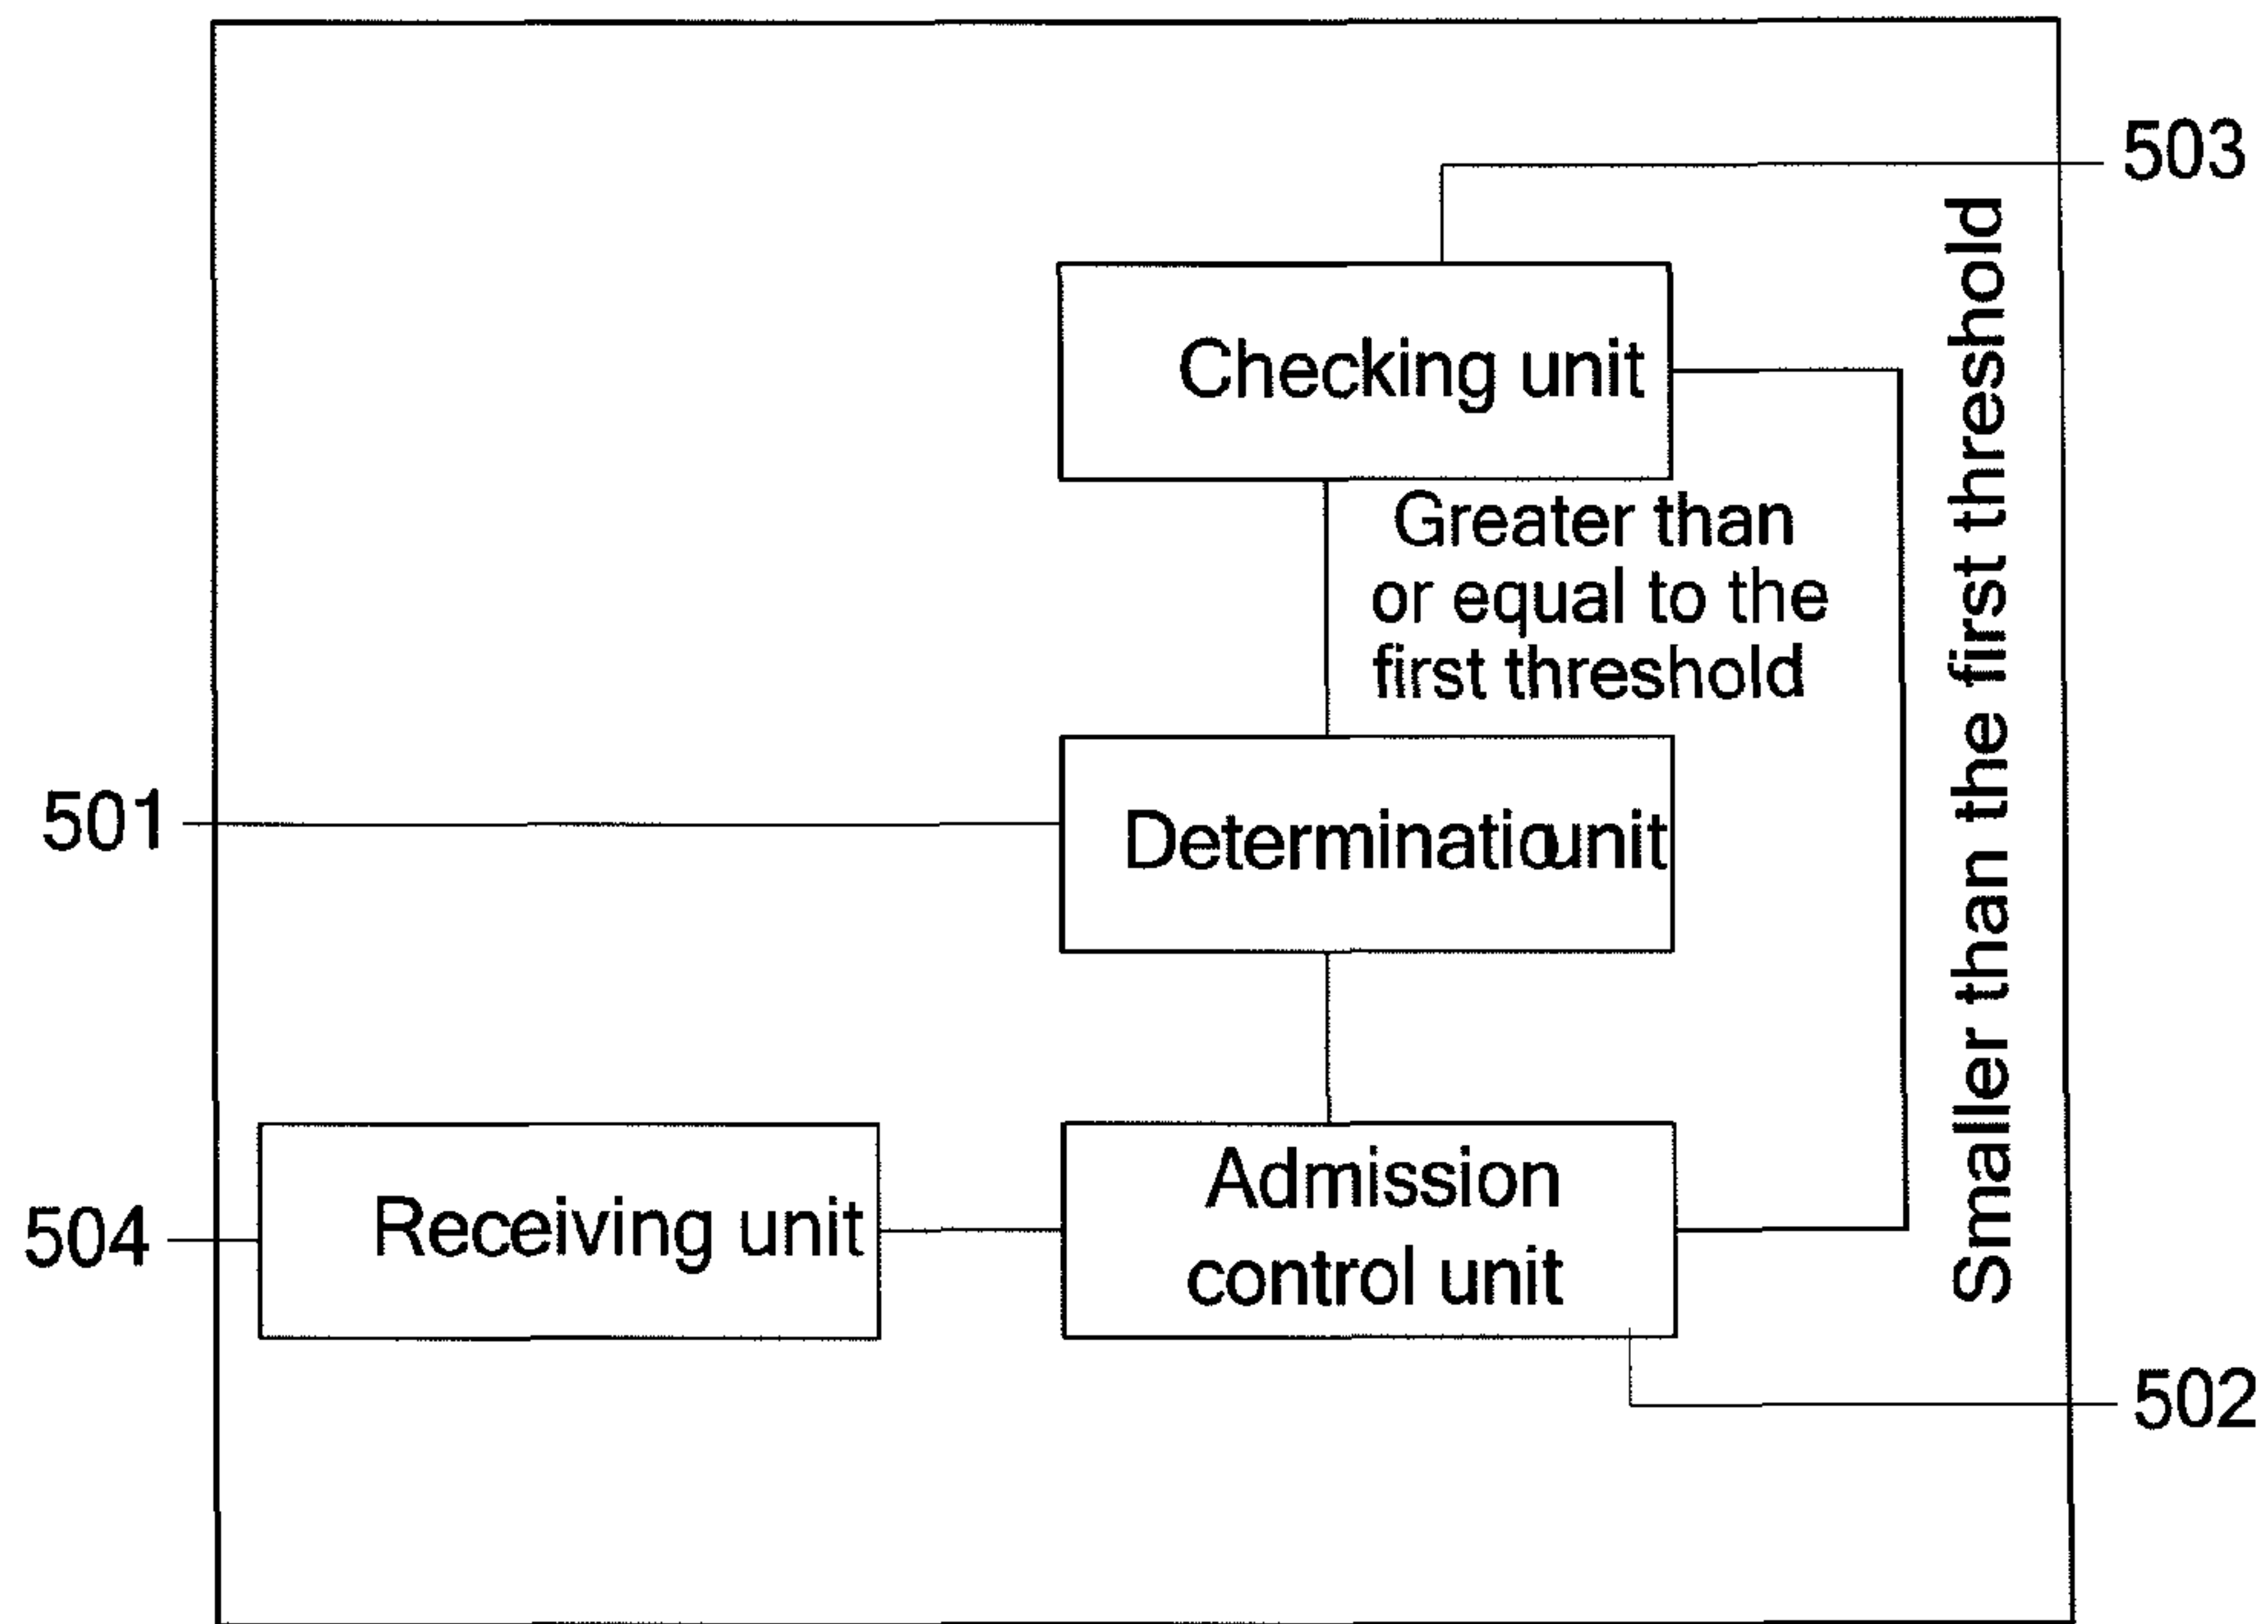 503
Checking unit
Greater than
or equal to the
first threshold
Smaller than the first threshold
501
Determinatiounit
Admission
control unit
Receiving unit
504
502